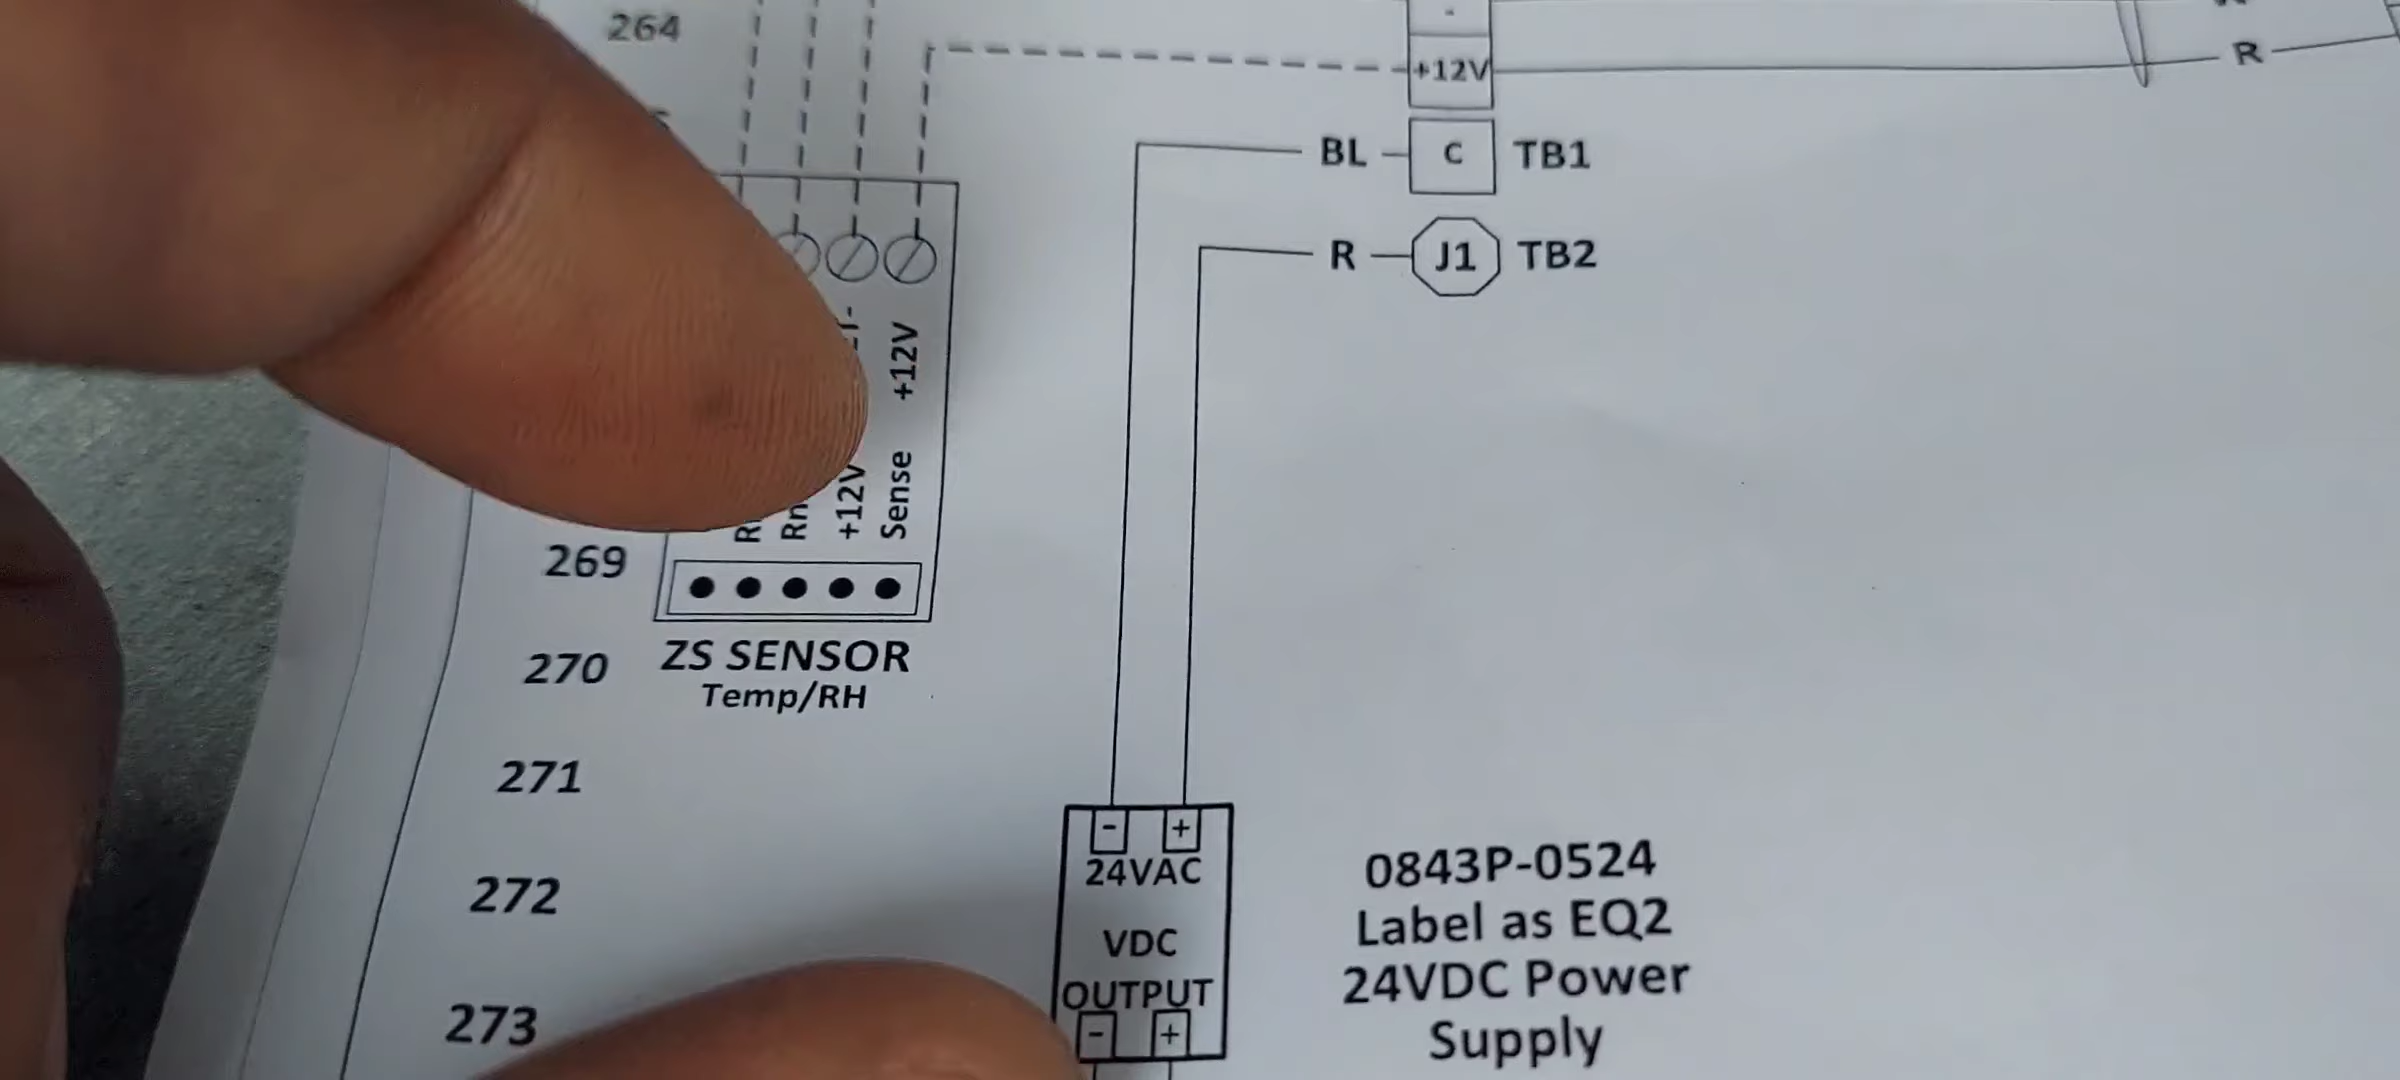 264
-
+12V
R
BL
C
TB1
R
J1
TB2
+12V
+12V
Sense
269
ZS SENSOR
Temp/RH
270
271
- +
24VAC
VDC
OUTPUT
- +
272
273
0843P-0524
Label as EQ2
24VDC Power
Supply